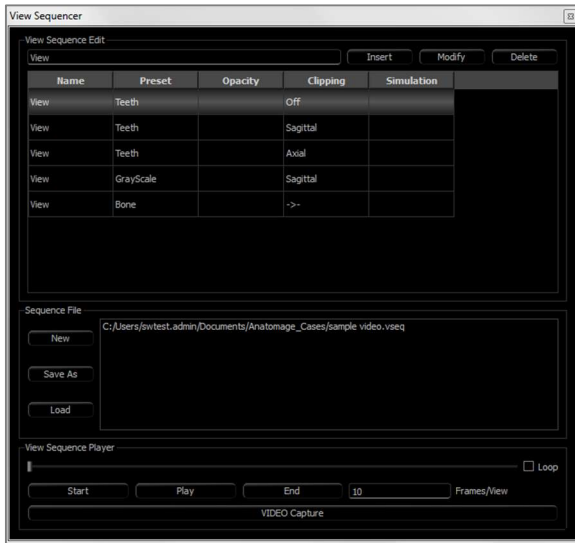 View Sequencer
View Sequence Edit
View Insert Modify Delete
Name Preset Opacity Clipping Simulation
View Teeth Off
View Teeth Sagittal
View Teeth Axial
View GrayScale Sagittal
View Bone ->-
Sequence File
New
C:/Users/swtest.admin/Documents/Anatomage_Cases/sample video.vseq
Save As
Load
View Sequence Player
Loop
Start Play End 10 Frames/View
VIDEO Capture